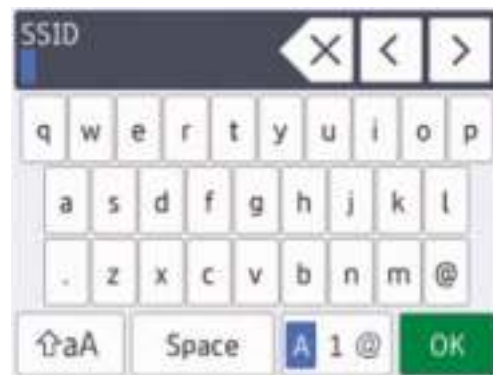 SSID
q w e r t y u i o p
a s d f g h j k l
. z x c v b n m @
⇧aA Space A 1 @ OK